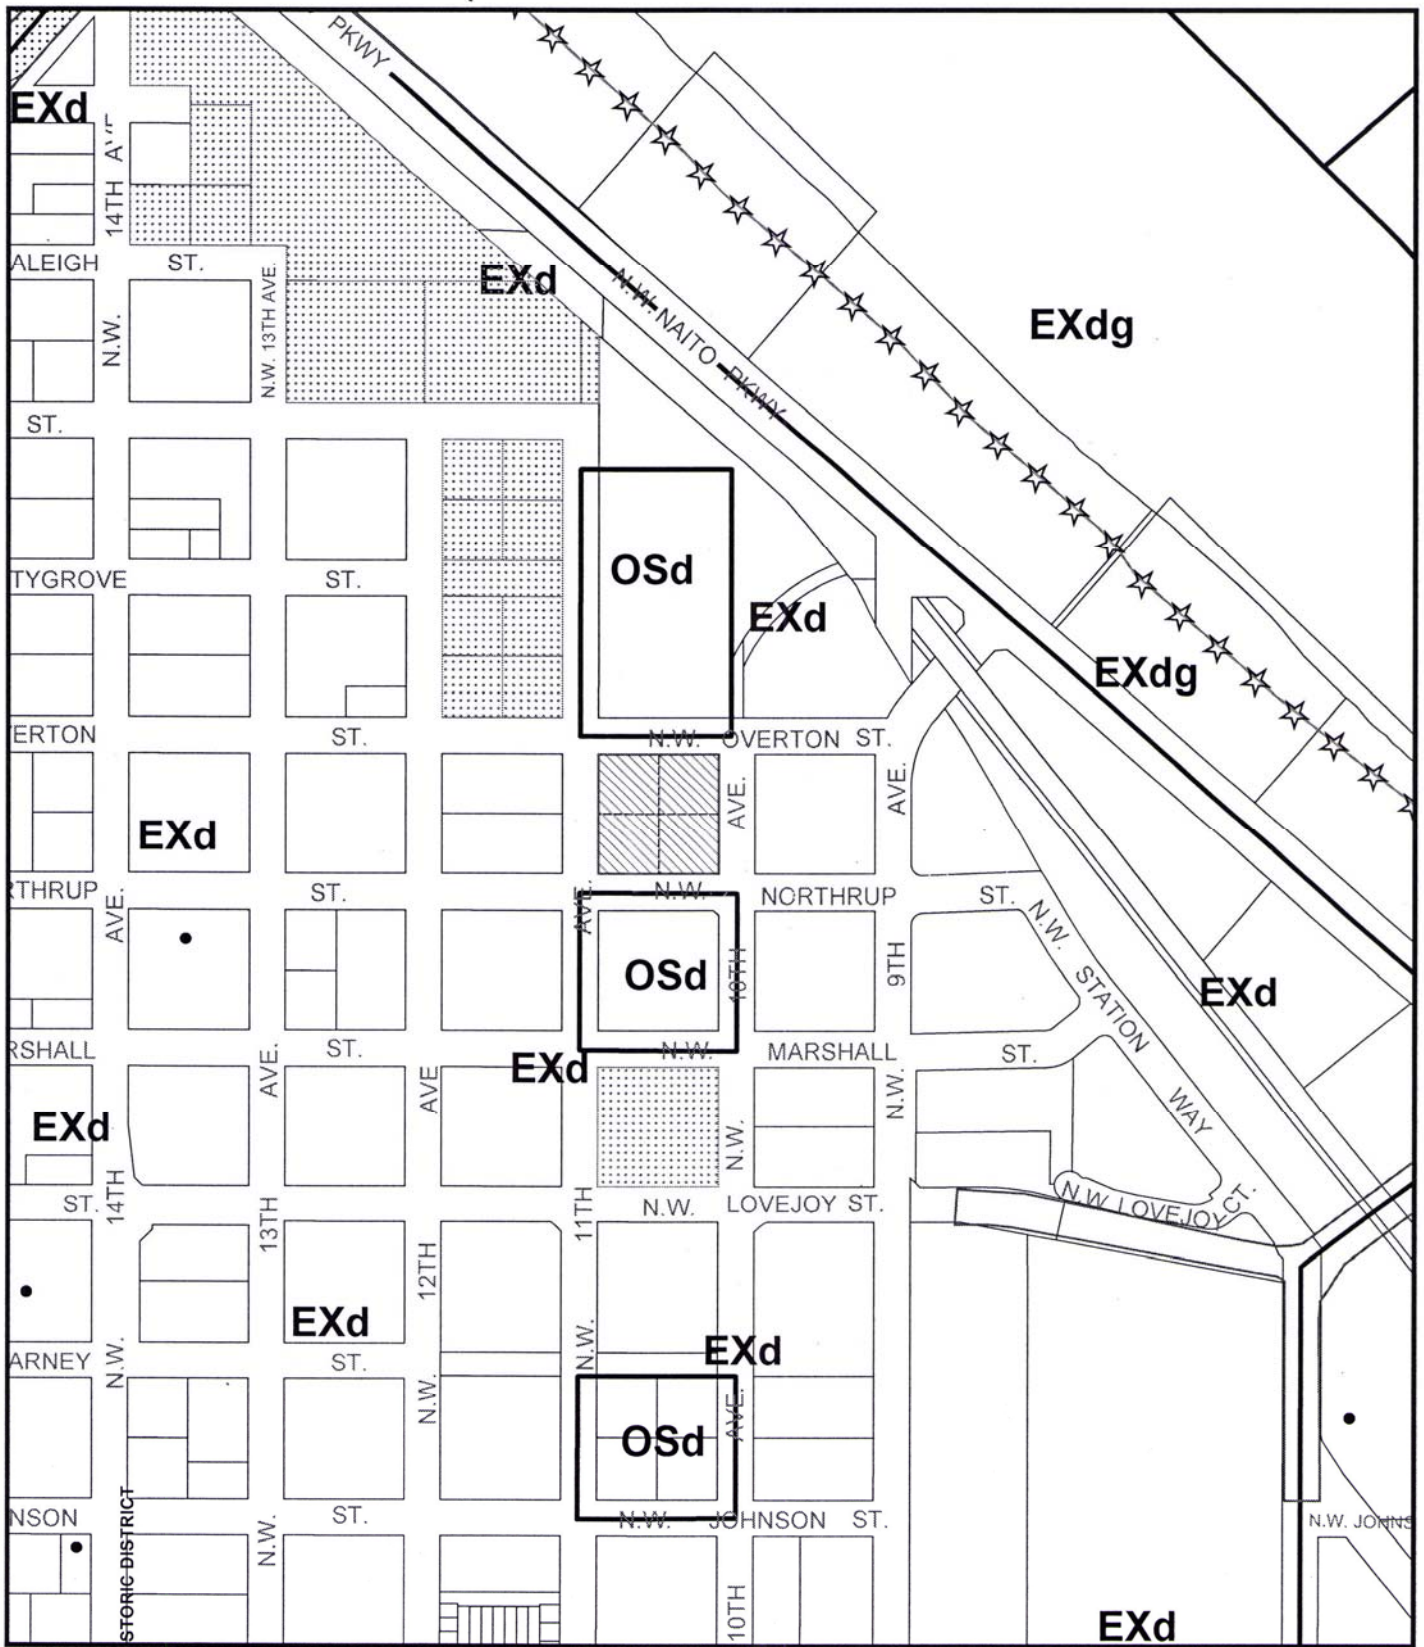 PKWY
EXd
14TH AVE
ALEIGH ST.
N.W. 13TH AVE.
EXd
N.W. NAITO PKWY
EXdg
N.W.
ST.
OSd
TYGROVE ST.
EXd
EXdg
ERTON ST.
N.W. OVERTON ST.
AVE.
AVE.
EXd
RTHRUP ST.
N.W. NORTHRUP ST.
AVE.
AVE.
N.W. STATION WAY
OSd
10TH
9TH
EXd
RSHALL ST.
N.W. MARSHALL ST.
EXd
AVE.
AVE
N.W.
EXd
N.W.
14TH
ST.
N.W. LOVEJOY ST.
N.W. LOVEJOY CT.
13TH
11TH
12TH
EXd
N.W.
EXd
ARNEY ST.
N.W.
N.W.
AVE.
OSd
NSON ST.
N.W. JOHNSON ST.
N.W. JOHNS
STORIC DISTRICT
N.W.
10TH
EXd